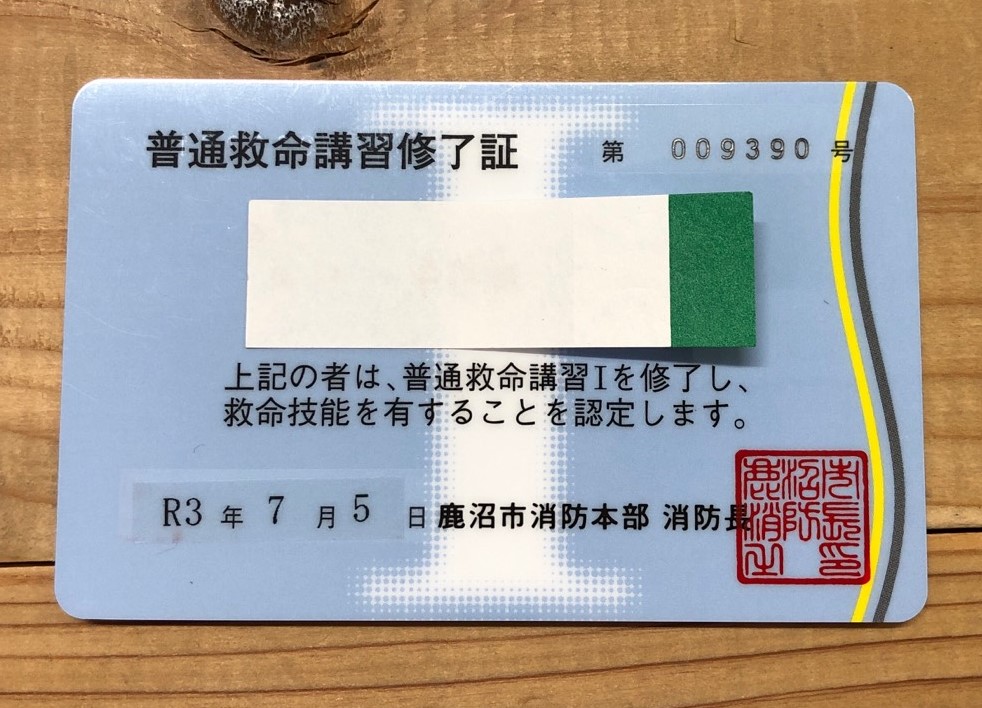 普通救命講習修了証 第 009390 号
上記の者は、普通救命講習Iを修了し、
救命技能を有することを認定します。
R3 年 7 月 5 日 鹿沼市消防本部 消防長